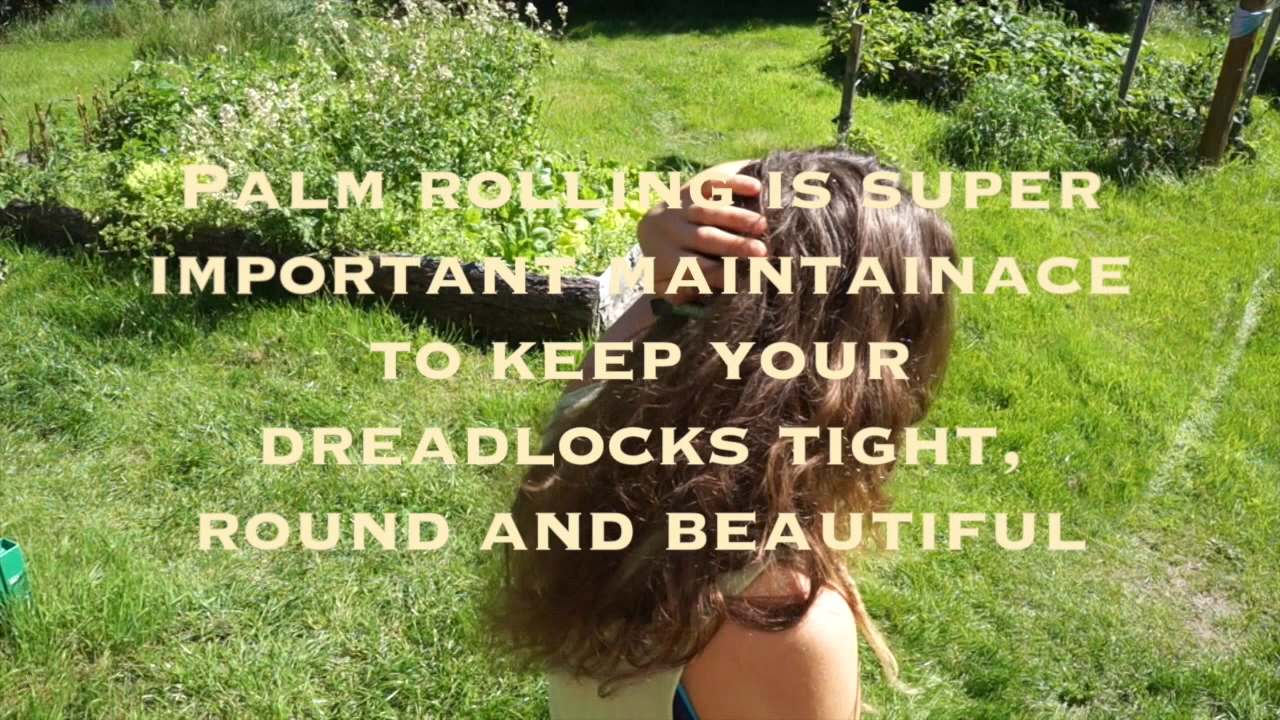 Palm rolling is super
important maintainace
to keep your
dreadlocks tight,
round and beautiful